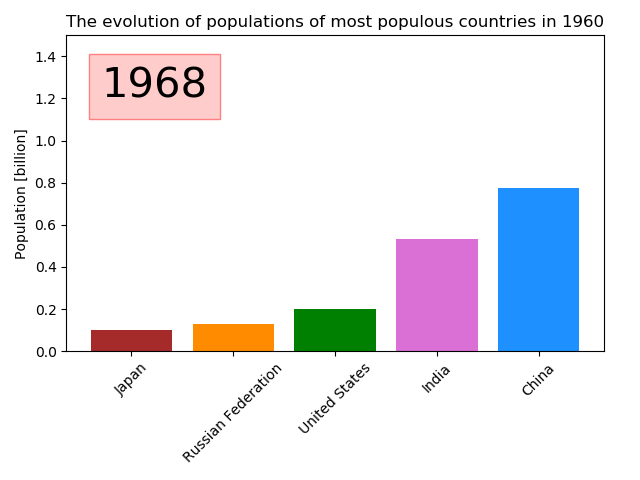 The evolution of populations of most populous countries in 1960
1968
Population [billion]
1.4
1.2
1.0
0.8
0.6
0.4
0.2
0.0
Japan
Russian Federation
United States
India
China